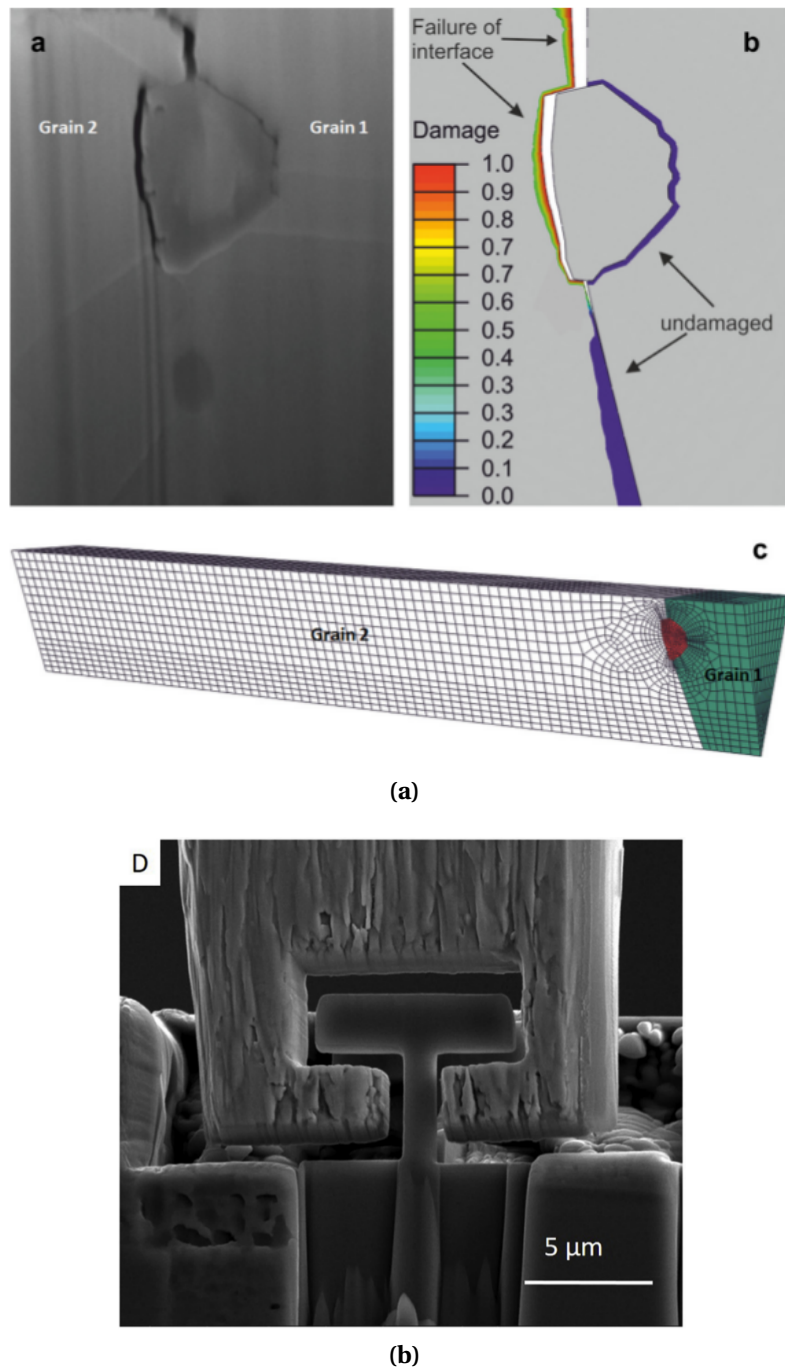 a
Grain 2
Grain 1
Failure of
interface
b
Damage
1.0
0.9
0.8
0.7
0.7
0.6
0.5
0.4
0.3
0.3
0.2
0.1
0.0
undamaged
c
Grain 2
Grain 1
(a)
D
5 µm
(b)